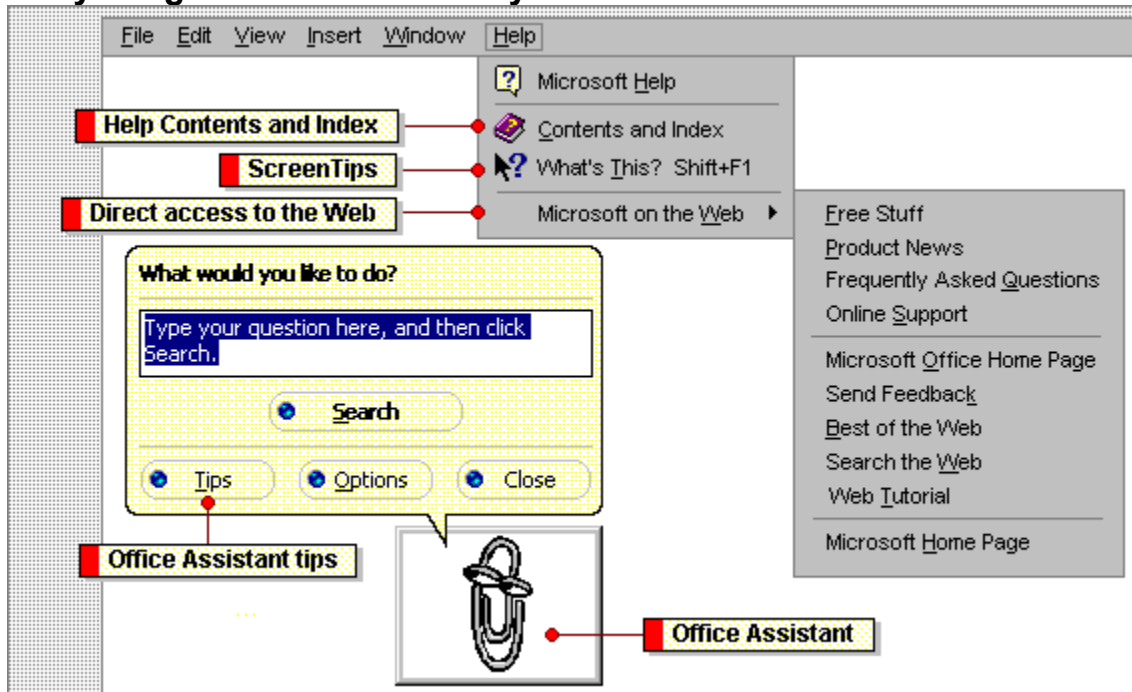 File Edit View Insert Window Help
Microsoft Help
Help Contents and Index
Contents and Index
ScreenTips
What's This? Shift+F1
Direct access to the Web
Microsoft on the Web
Free Stuff
Product News
Frequently Asked Questions
Online Support
Microsoft Office Home Page
Send Feedback
Best of the Web
Search the Web
Web Tutorial
Microsoft Home Page
What would you like to do?
Type your question here, and then click
Search.
Search
Tips Options Close
Office Assistant tips
...
Office Assistant